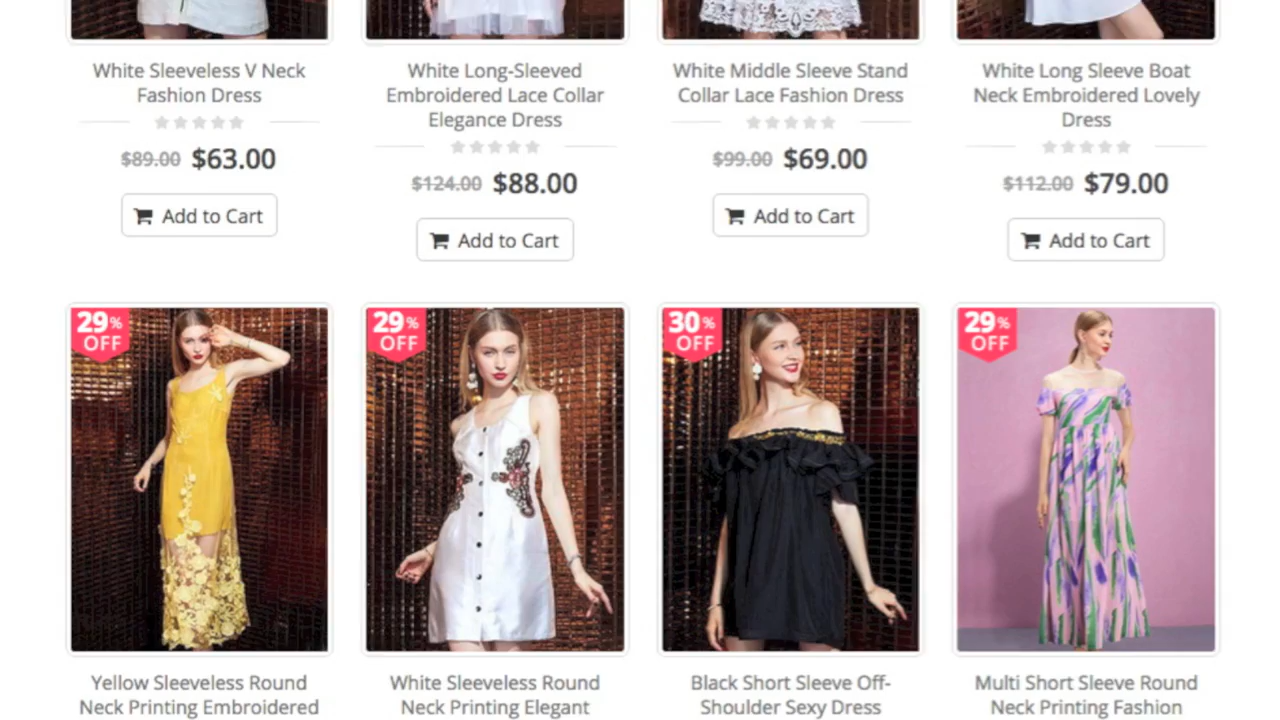 White Sleeveless V Neck
Fashion Dress
$89.00 $63.00
Add to Cart
White Long-Sleeved
Embroidered Lace Collar
Elegance Dress
$124.00 $88.00
Add to Cart
White Middle Sleeve Stand
Collar Lace Fashion Dress
$99.00 $69.00
Add to Cart
White Long Sleeve Boat
Neck Embroidered Lovely
Dress
$112.00 $79.00
Add to Cart
29%
OFF
Yellow Sleeveless Round
Neck Printing Embroidered
29%
OFF
White Sleeveless Round
Neck Printing Elegant
30%
OFF
Black Short Sleeve Off-
Shoulder Sexy Dress
29%
OFF
Multi Short Sleeve Round
Neck Printing Fashion